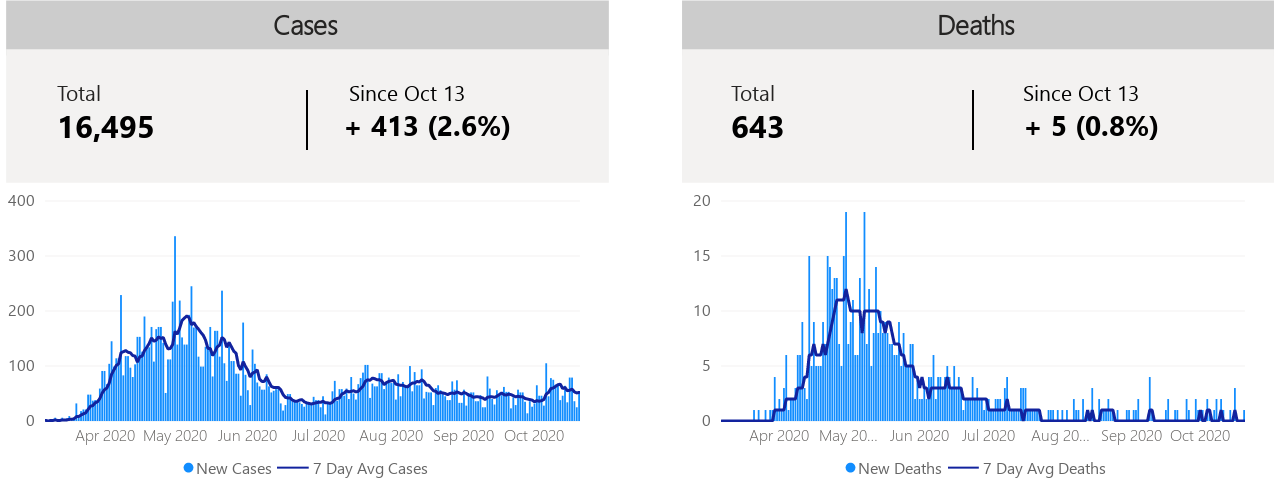 Cases
Total
Since Oct 13
16,495
+ 413 (2.6%)
400
300
200
100
0
Apr 2020 May 2020 Jun 2020 Jul 2020 Aug 2020 Sep 2020 Oct 2020
New Cases 7 Day Avg Cases
Deaths
Total
Since Oct 13
643
+ 5 (0.8%)
20
15
10
5
0
Apr 2020 May 20... Jun 2020 Jul 2020 Aug 20... Sep 2020 Oct 2020
New Deaths 7 Day Avg Deaths